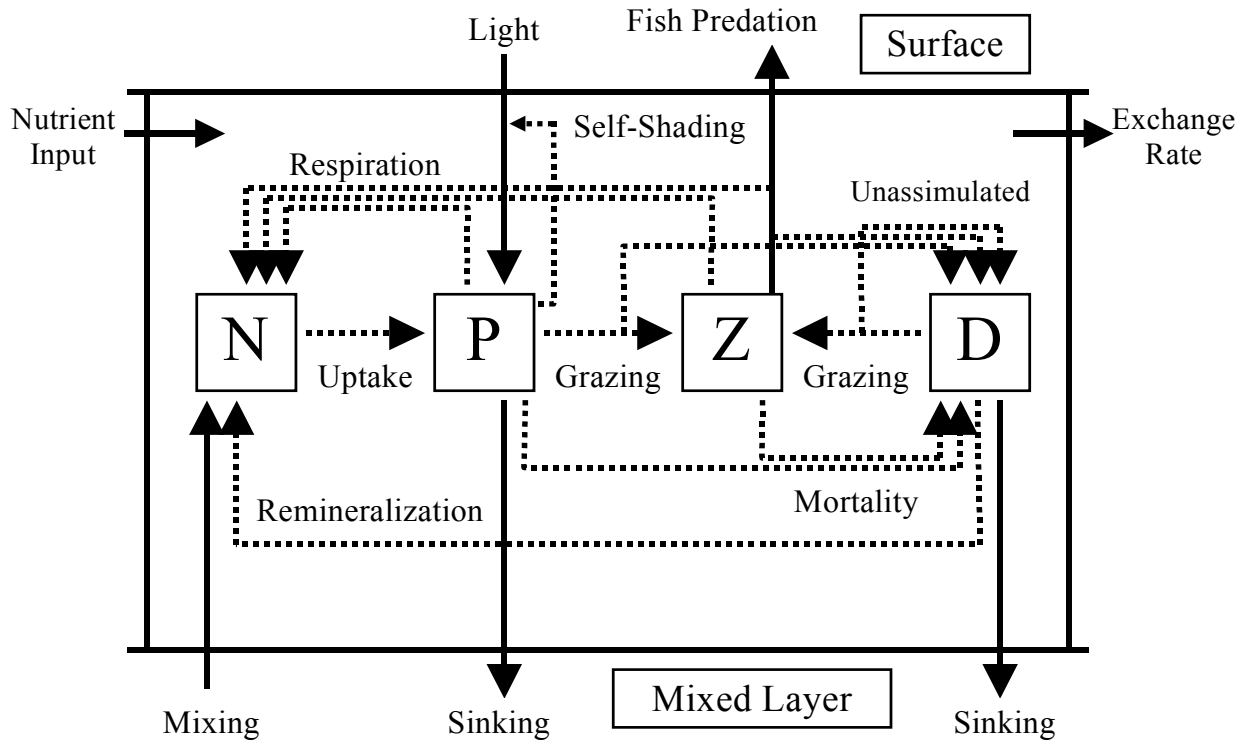 Light
Fish Predation
Surface
Nutrient
Input
Self-Shading
Exchange
Rate
Respiration
Unassimulated
N
P
Z
D
Uptake
Grazing
Grazing
Remineralization
Mortality
Mixing
Sinking
Mixed Layer
Sinking